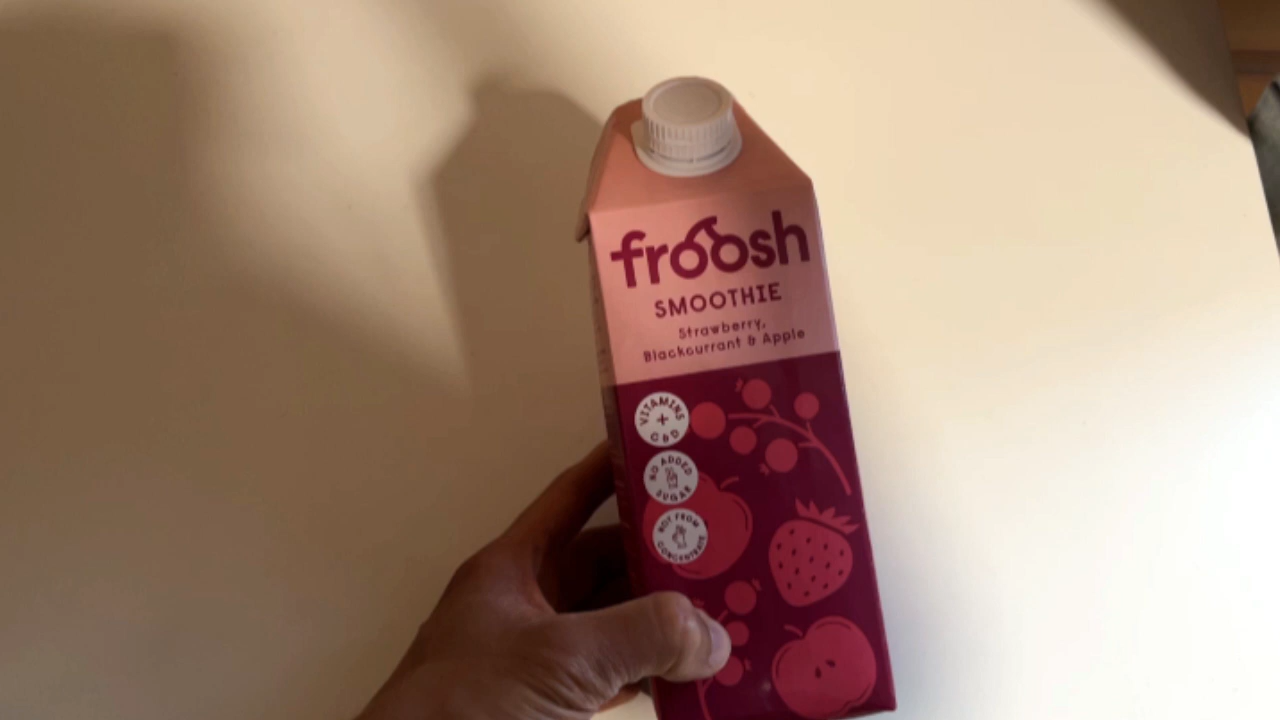 froosh
SMOOTHIE
Strawberry,
Blackcurrant & Apple
VITAMINS
+
C & D
NO ADDED
SUGAR
NOT FROM
CONCENTRATE